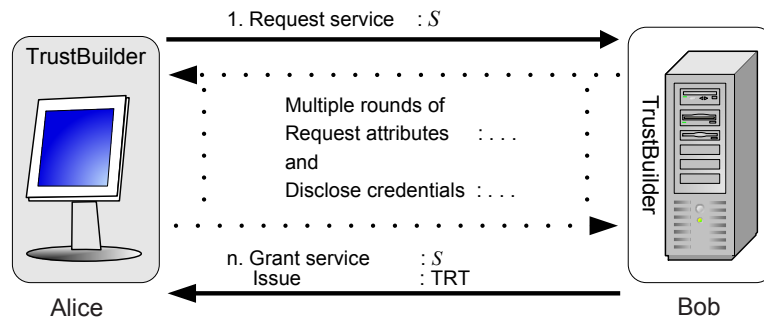 1. Request service : S
TrustBuilder
Multiple rounds of
Request attributes : . . .
and
Disclose credentials : . . .
TrustBuilder
n. Grant service : S
Issue : TRT
Alice
Bob